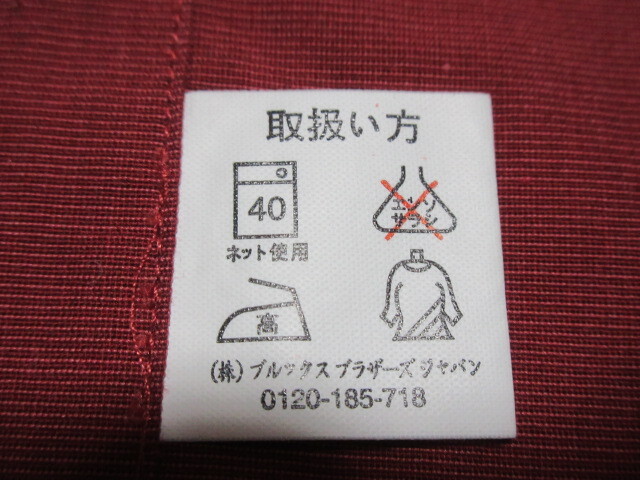 取扱い方
40
エンソ
サラシ
ネット使用
高
(株)ブルックス ブラザーズ ジャパン
0120-185-718